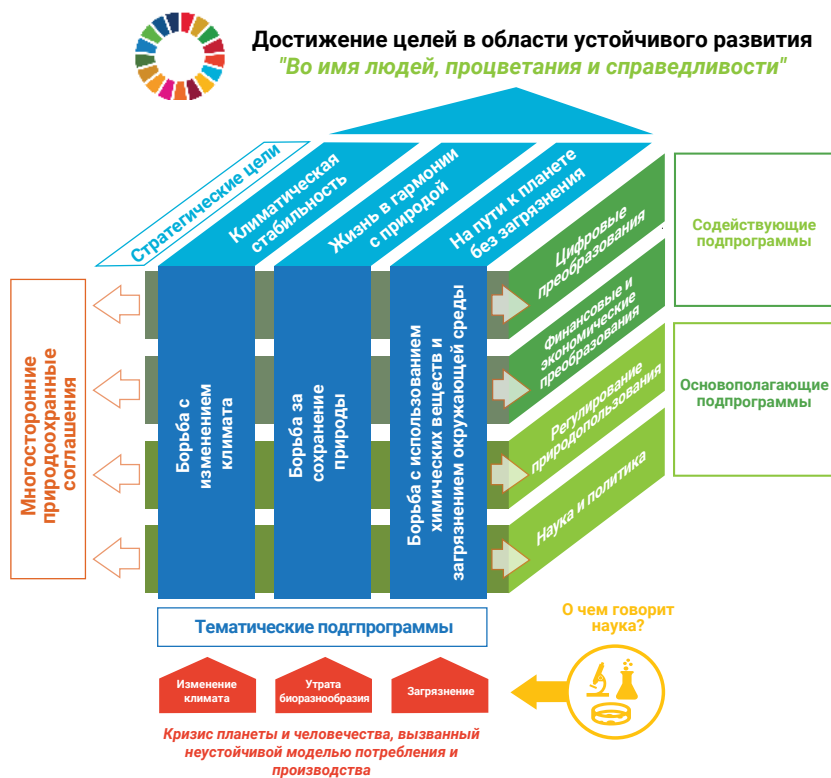 Достижение целей в области устойчивого развития
"Во имя людей, процветания и справедливости"
Стратегические цели
Климатическая
стабильность
Жизнь в гармонии
с природой
На пути к планете
без загрязнения
Цифровые
преобразования
Финансовые и
экономические
преобразования
Регулирование
природопользования
Наука и политика
Содействующие
подпрограммы
Основополагающие
подпрограммы
Многосторонние
природоохранные
соглашения
Борьба с
изменением
климата
Борьба за
сохранение
природы
Борьба с использованием
химических веществ и
загрязнением окружающей среды
Тематические подгпрограммы
О чем говорит
наука?
Изменение
климата
Утрата
биоразнообразия
Загрязнение
Кризис планеты и человечества, вызванный
неустойчивой моделью потребления и
производства